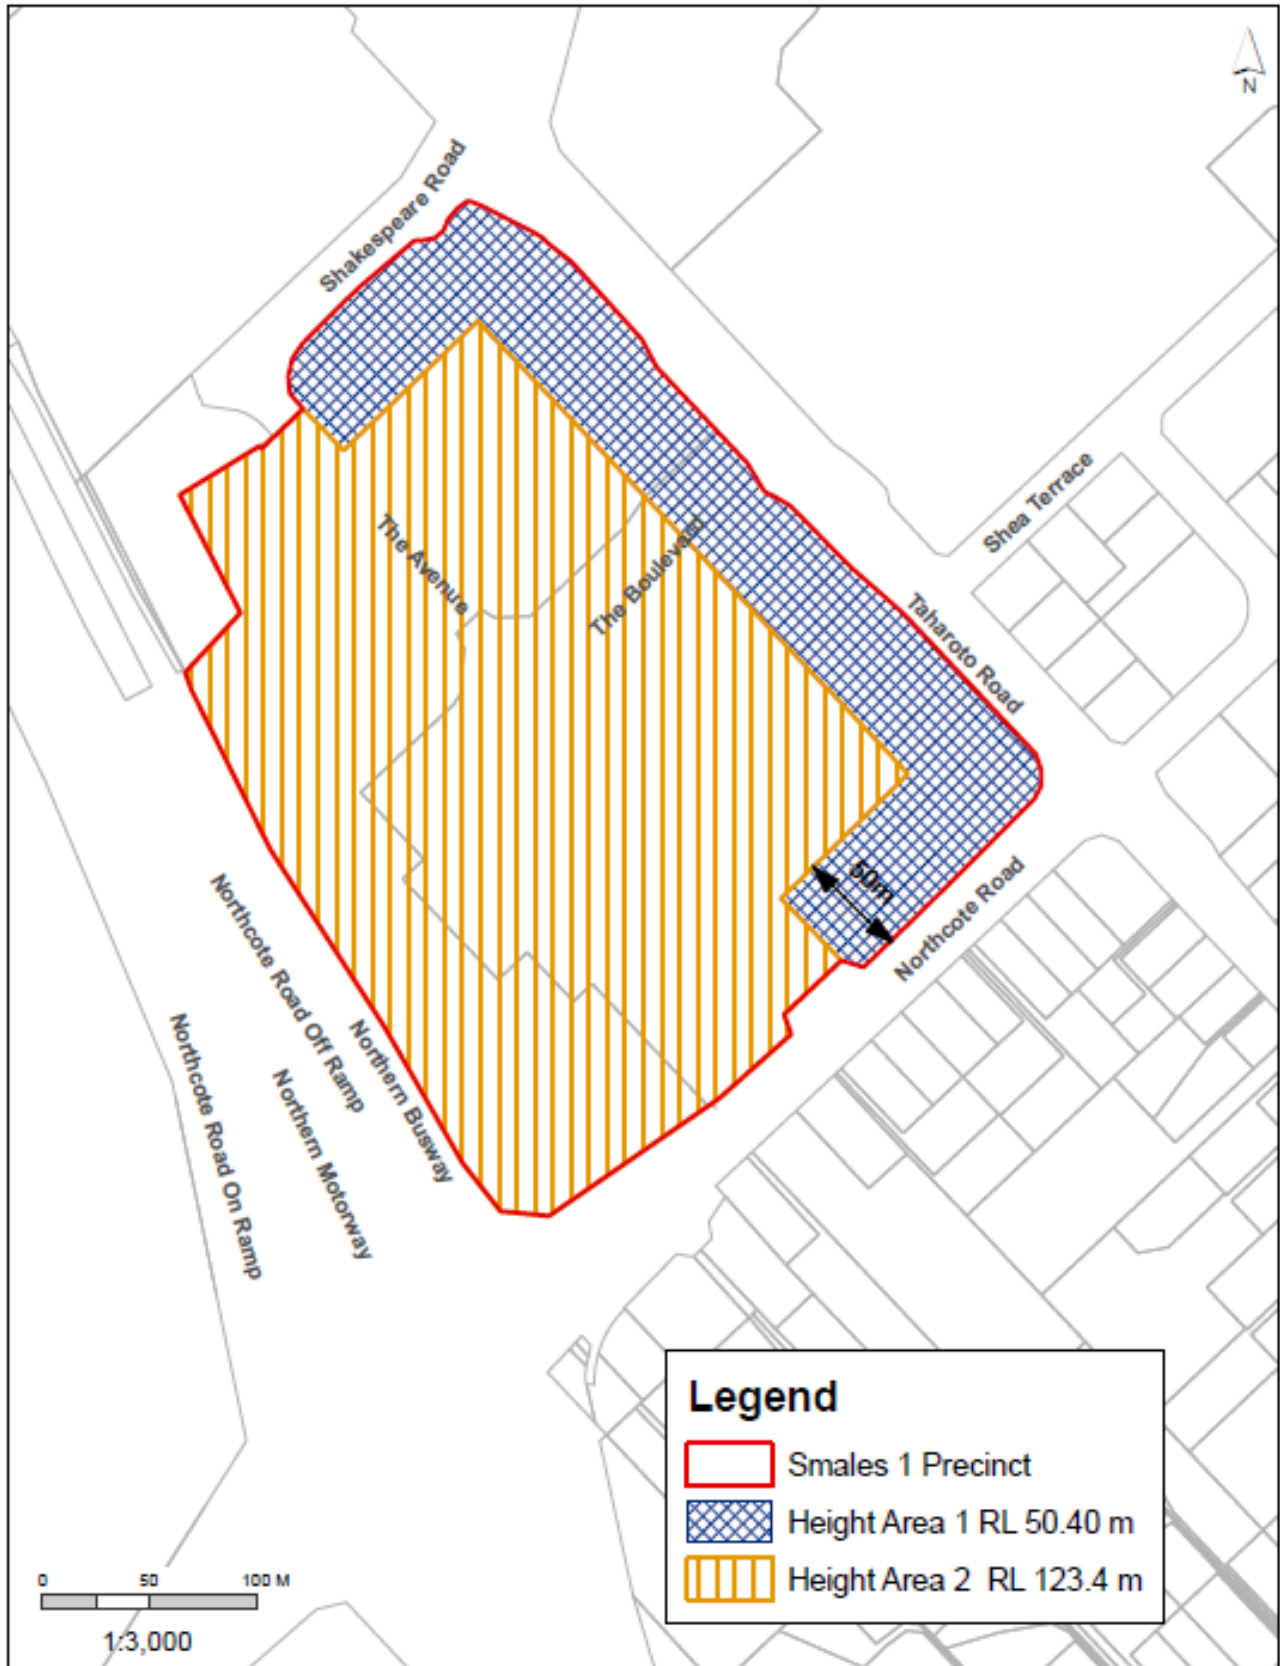 N
Shakespeare Road
Shea Terrace
The Avenue
The Boulevard
Taharoto Road
50m
Northcote Road
Northcote Road Off Ramp
Northern Busway
Northcote Road On Ramp
Northern Motorway
Legend
Smales 1 Precinct
Height Area 1 RL 50.40 m
Height Area 2 RL 123.4 m
0 50 100 M
1:3,000